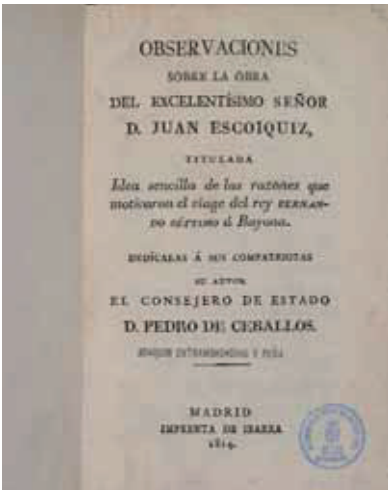 OBSERVACIONES
SOBRE LA OBRA
DEL EXCELENTÍSIMO SEÑOR
D. JUAN ESCOIQUIZ,
TITULADA
Idea sencilla de las razones que
motivaron el viage del rey FERNAN-
DO SÉPTIMO á Bayona.
DEDÍCALAS Á SUS COMPATRIOTAS
SU AUTOR
EL CONSEJERO DE ESTADO
D. PEDRO DE CEBALLOS.
MADRID
IMPRENTA DE IBARRA
1814.